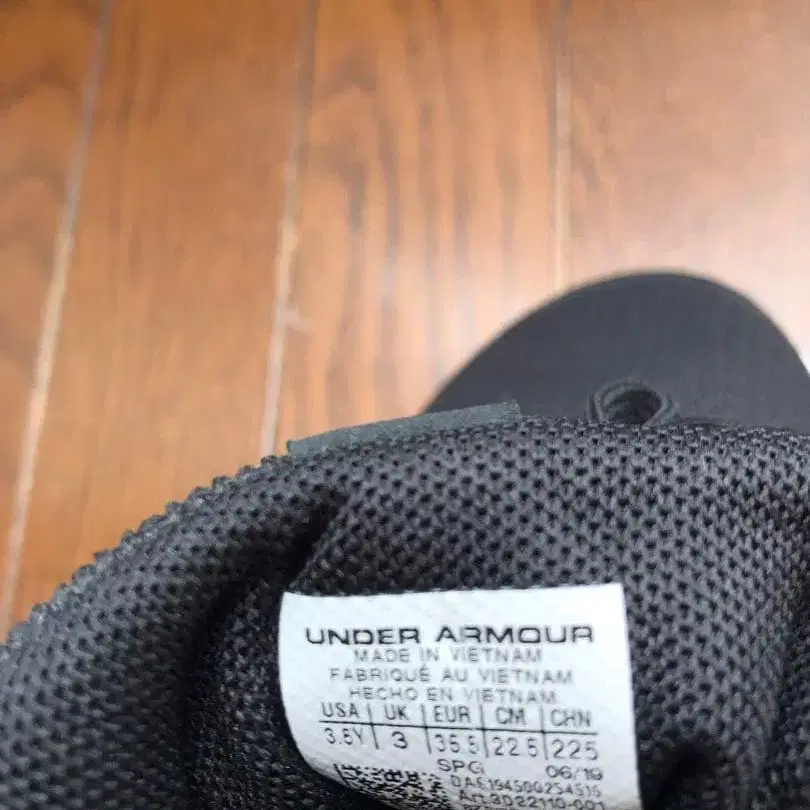 UNDER ARMOUR
MADE IN VIETNAM
FABRIQUÉ AU VIETNAM
HECHO EN VIETNAM
USA UK EUR CM CHN
3.5Y 3 35.5 22.5 225
SPG 06/19